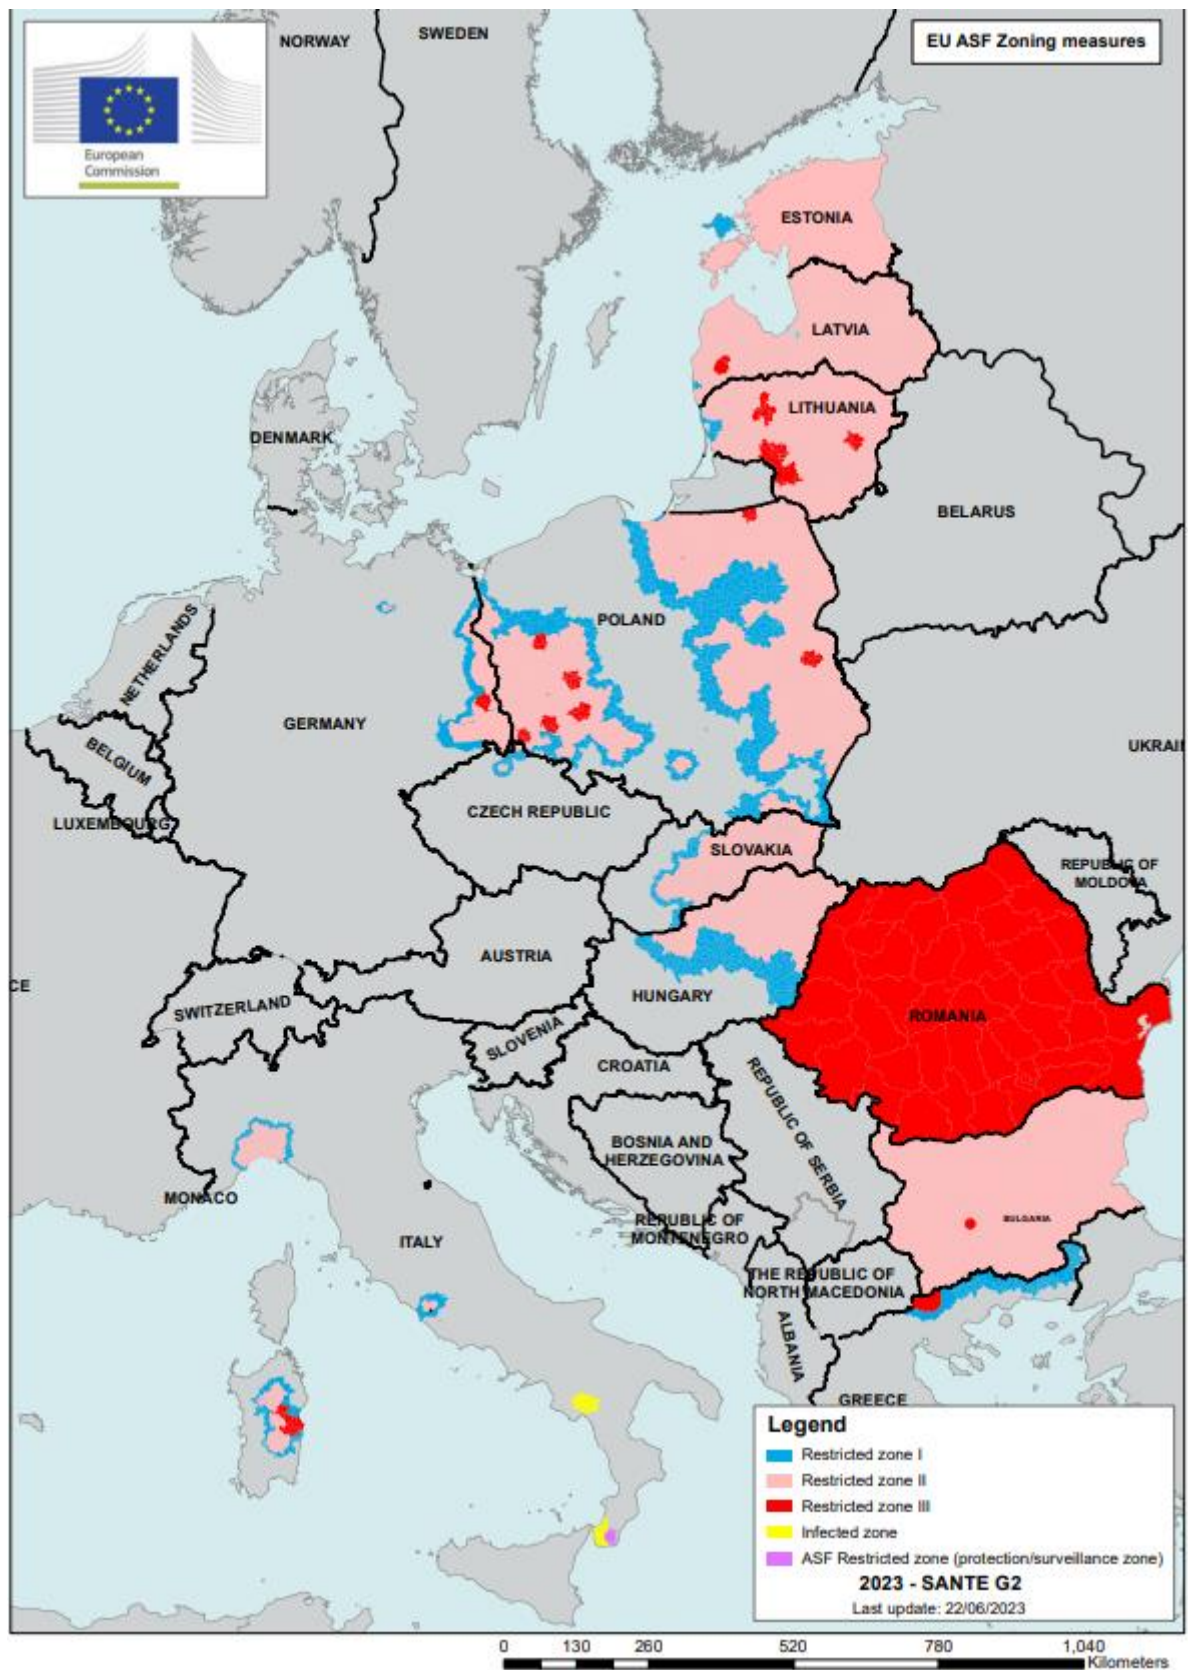 NORWAY
SWEDEN
EU ASF Zoning measures
European
Commission
ESTONIA
LATVIA
LITHUANIA
DENMARK
BELARUS
NETHERLANDS
POLAND
GERMANY
BELGIUM
UKRAI
LUXEMBOURG
CZECH REPUBLIC
SLOVAKIA
REPUBLIC OF
MOLDOVA
AUSTRIA
CE
HUNGARY
SWITZERLAND
ROMANIA
SLOVENIA
CROATIA
REPUBLIC OF SERBIA
BOSNIA AND
HERZEGOVINA
MONACO
BULGARIA
REPUBLIC OF
MONTENEGRO
ITALY
THE REPUBLIC OF
NORTH MACEDONIA
ALBANIA
GREECE
Legend
Restricted zone I
Restricted zone II
Restricted zone III
Infected zone
ASF Restricted zone (protection/surveillance zone)
2023 - SANTE G2
Last update: 22/06/2023
0 130 260 520 780 1,040
Kilometers